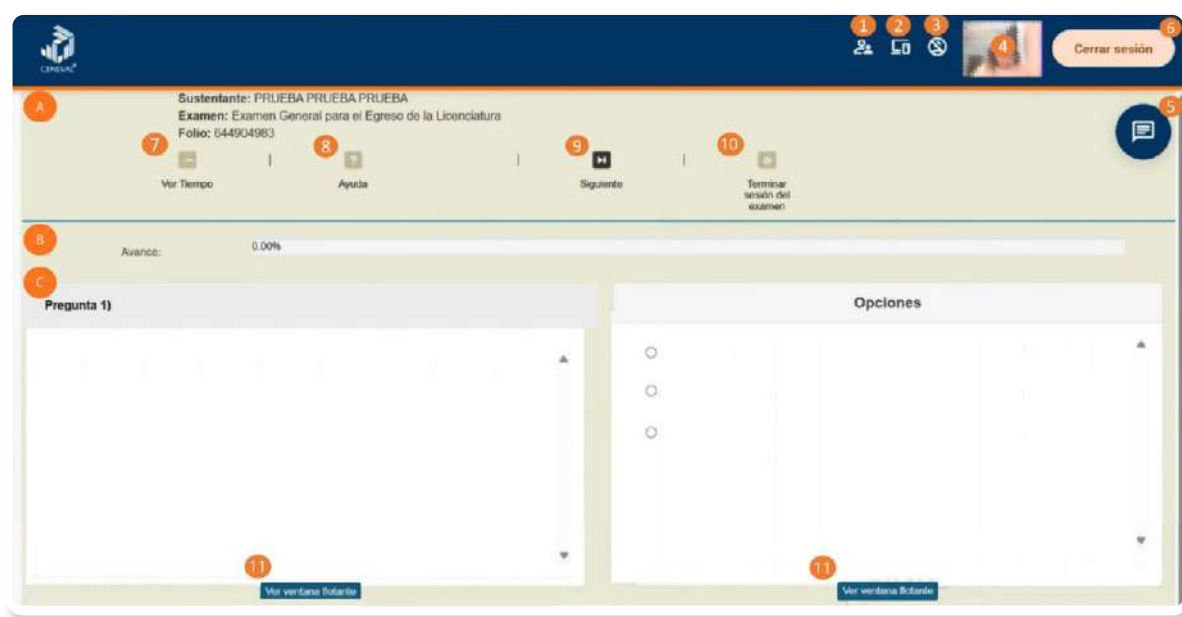 1 2 3
CENEVAL
4
Cerrar sesión
6
A
Sustentante: PRUEBA PRUEBA PRUEBA
Examen: Examen General para el Egreso de la Licenciatura
Folio: 644904983
5
7 8 9 10
Ver Tiempo
Ayuda
Siguiente
Terminar
sesión del
examen
B
Avance:
0.00%
C
Pregunta 1)
Opciones
11
Ver ventana flotante
11
Ver ventana flotante